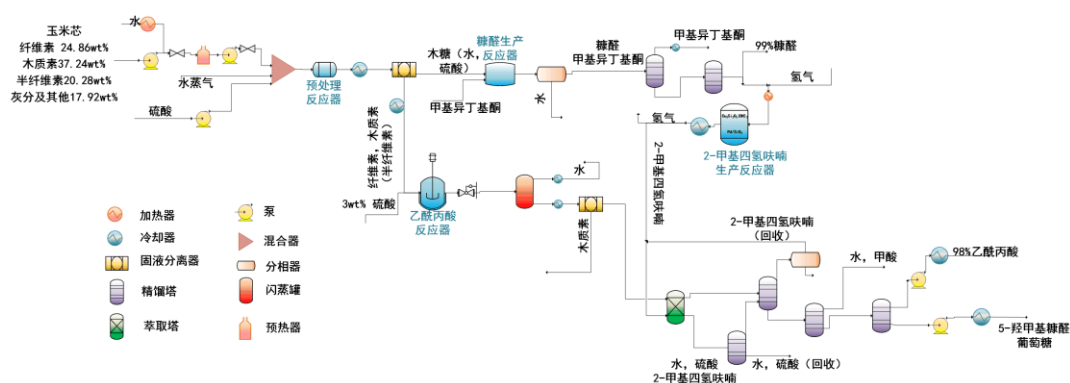 玉米芯
纤维素 24.86wt%
木质素37.24wt%
半纤维素20.28wt%
灰分及其他17.92wt%
水
水蒸气
硫酸
预处理
反应器
木糖（水，
硫酸）
糠醛生产
反应器
甲基异丁基酮
水
糠醛
甲基异丁基酮
甲基异丁基酮
99%糠醛
氢气
氢气
2-甲基四氢呋喃
生产反应器
2-甲基四氢呋喃
纤维素，木质素
（半纤维素）
3wt% 硫酸
乙酰丙酸
反应器
水
木质素
2-甲基四氢呋喃
（回收）
水，甲酸
98%乙酰丙酸
5-羟甲基糠醛
葡萄糖
水，硫酸
2-甲基四氢呋喃
水，硫酸（回收）
加热器
泵
冷却器
混合器
固液分离器
分相器
精馏塔
闪蒸罐
萃取塔
预热器